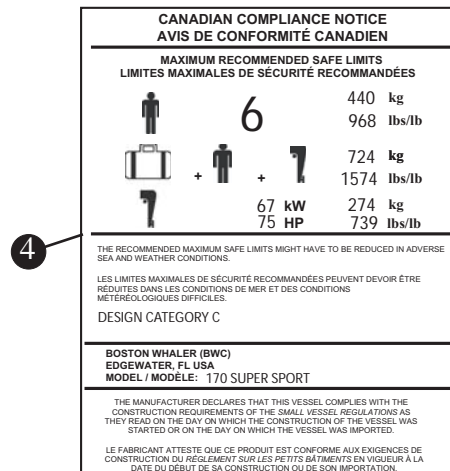 CANADIAN COMPLIANCE NOTICE
AVIS DE CONFORMITÉ CANADIEN
MAXIMUM RECOMMENDED SAFE LIMITS
LIMITES MAXIMALES DE SÉCURITÉ RECOMMANDÉES
6 440 kg
968 lbs/lb
724 kg
+ + 1574 lbs/lb
67 kW 274 kg
75 HP 739 lbs/lb
4
THE RECOMMENDED MAXIMUM SAFE LIMITS MIGHT HAVE TO BE REDUCED IN ADVERSE
SEA AND WEATHER CONDITIONS.
LES LIMITES MAXIMALES DE SÉCURITÉ RECOMMANDÉES PEUVENT DEVOIR ÊTRE
RÉDUITES DANS LES CONDITIONS DE MER ET DES CONDITIONS
MÉTÉRÉOLOGIQUES DIFFICILES.
DESIGN CATEGORY C
BOSTON WHALER (BWC)
EDGEWATER, FL USA
MODEL / MODÈLE: 170 SUPER SPORT
THE MANUFACTURER DECLARES THAT THIS VESSEL COMPLIES WITH THE
CONSTRUCTION REQUIREMENTS OF THE SMALL VESSEL REGULATIONS AS
THEY READ ON THE DAY ON WHICH THE CONSTRUCTION OF THE VESSEL WAS
STARTED OR ON THE DAY ON WHICH THE VESSEL WAS IMPORTED.
LE FABRICANT ATTESTE QUE CE PRODUIT EST CONFORME AUX EXIGENCES DE
CONSTRUCTION DU RÉGLEMENT SUR LES PETITS BÂTIMENTS EN VIGUEUR À LA
DATE DU DÉBUT DE SA CONSTRUCTION OU DE SON IMPORTATION.